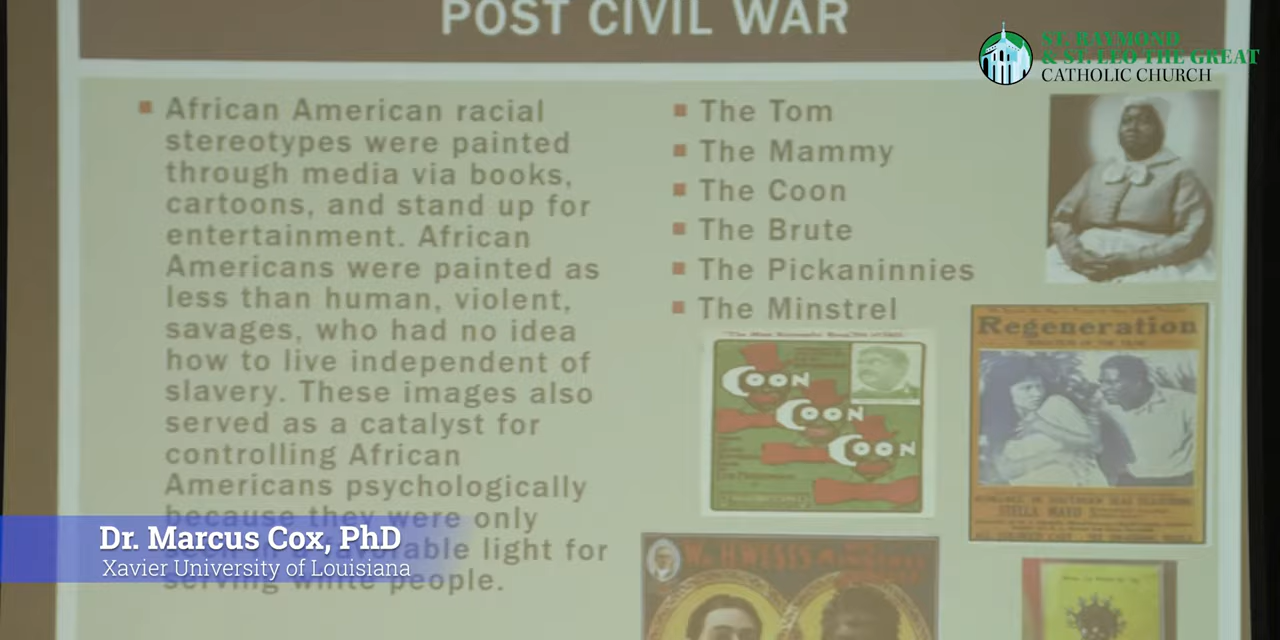 POST CIVIL WAR
ST. RAYMOND
& ST. LEO THE GREAT
CATHOLIC CHURCH
African American racial
stereotypes were painted
through media via books,
cartoons, and stand up for
entertainment. African
Americans were painted as
less than human, violent,
savages, who had no idea
how to live independent of
slavery. These images also
served as a catalyst for
controlling African
Americans psychologically
because they were only
light for
serving white people.
The Tom
The Mammy
The Coon
The Brute
The Pickaninnies
The Minstrel
COON
COON
COON
Regeneration
STELLA MAYO
Wm H. WEST'S
Dr. Marcus Cox, PhD
Xavier University of Louisiana